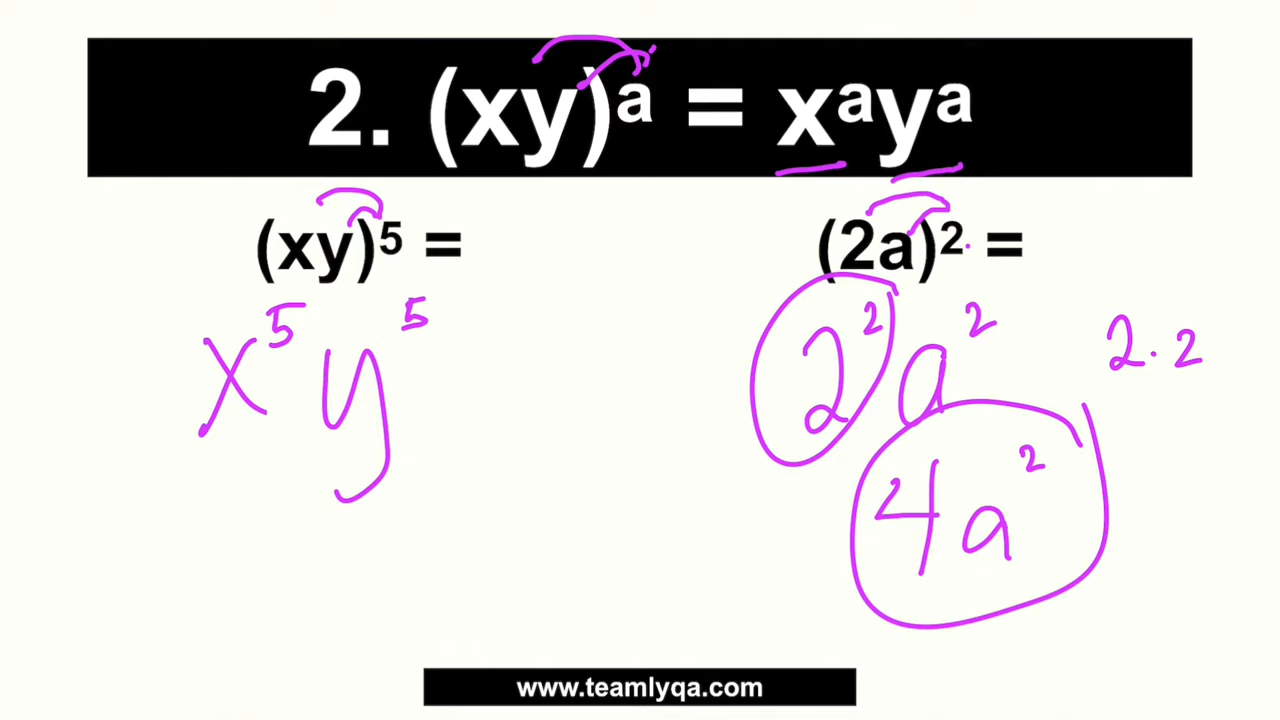 2. (xy)ᵃ = xᵃyᵃ
(xy)⁵ =
x⁵y⁵
(2a)²· =
2²a²
2·2
4a²
www.teamlyqa.com